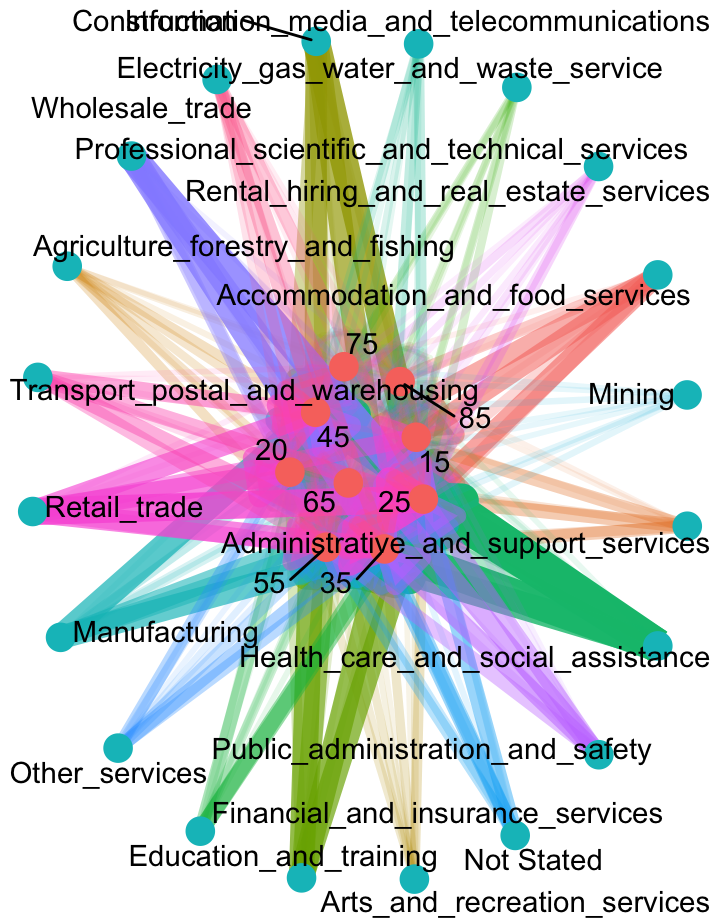 Construction
Information_media_and_telecommunications
Electricity_gas_water_and_waste_service
Wholesale_trade
Professional_scientific_and_technical_services
Rental_hiring_and_real_estate_services
Agriculture_forestry_and_fishing
Accommodation_and_food_services
75
Transport_postal_and_warehousing
Mining
85
45
20
15
65
25
Retail_trade
Administrative_and_support_services
55
35
Manufacturing
Health_care_and_social_assistance
Public_administration_and_safety
Other_services
Financial_and_insurance_services
Education_and_training
Not Stated
Arts_and_recreation_services